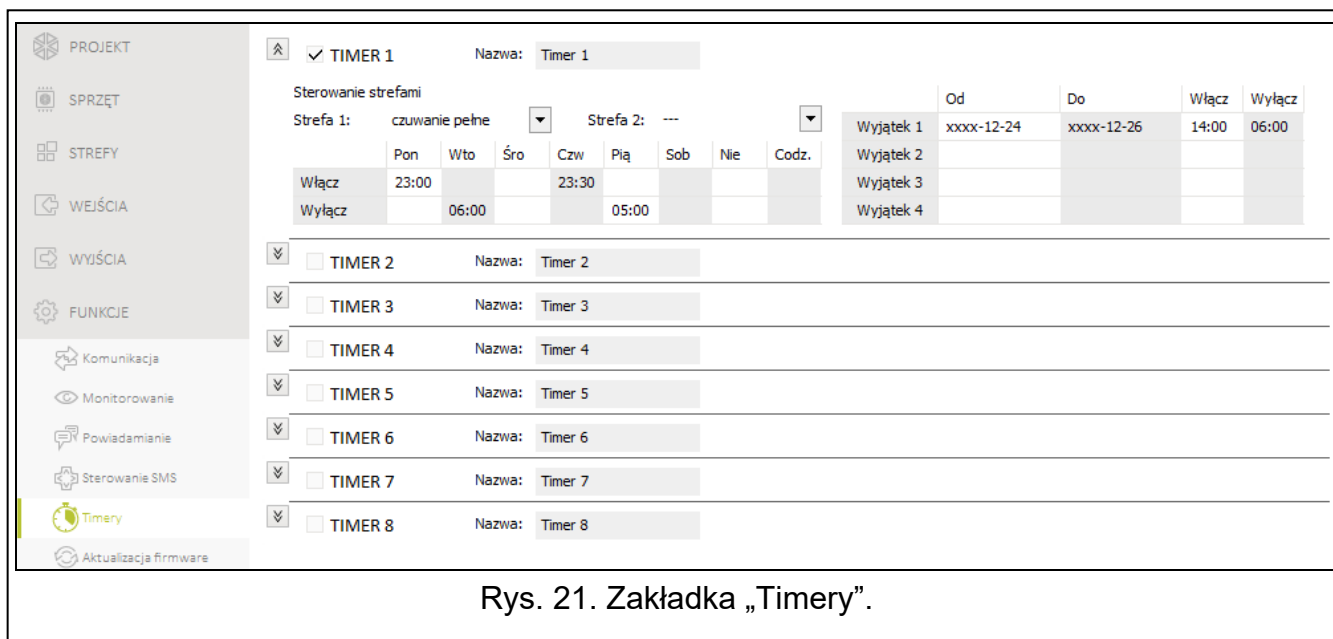 PROJEKT
SPRZĘT
STREFY
WEJŚCIA
WYJŚCIA
FUNKCJE
Komunikacja
Monitorowanie
Powiadamianie
Sterowanie SMS
Timery
Aktualizacja firmware
TIMER 1 Nazwa: Timer 1
Sterowanie strefami
Strefa 1: czuwanie pełne Strefa 2: ---
Pon Wto Śro Czw Pią Sob Nie Codz.
Włącz 23:00 23:30
Wyłącz 06:00 05:00
Od Do Włącz Wyłącz
Wyjątek 1 xxxx-12-24 xxxx-12-26 14:00 06:00
Wyjątek 2
Wyjątek 3
Wyjątek 4
TIMER 2 Nazwa: Timer 2
TIMER 3 Nazwa: Timer 3
TIMER 4 Nazwa: Timer 4
TIMER 5 Nazwa: Timer 5
TIMER 6 Nazwa: Timer 6
TIMER 7 Nazwa: Timer 7
TIMER 8 Nazwa: Timer 8
Rys. 21. Zakładka „Timery”.